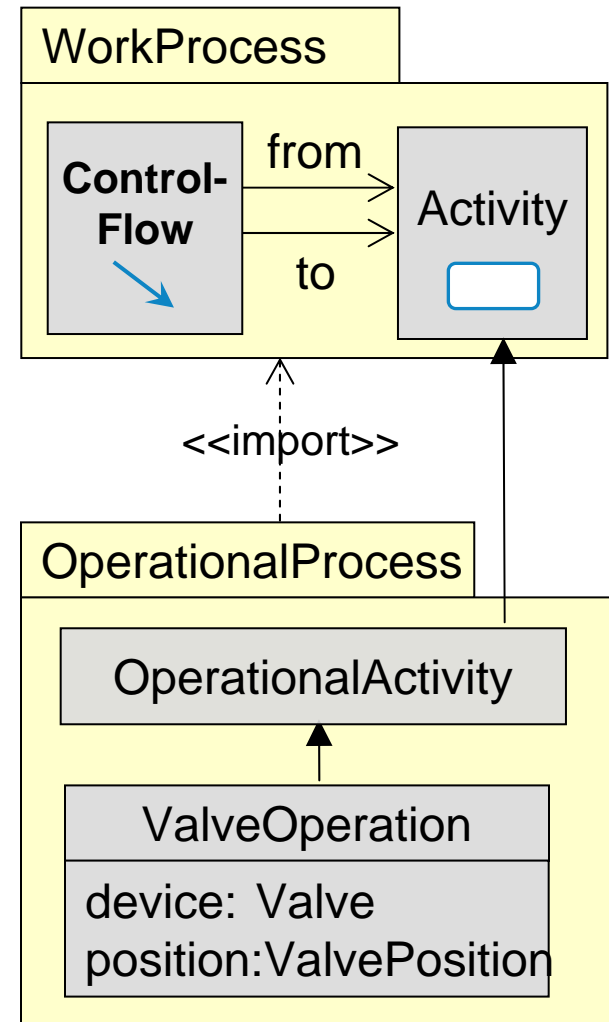 WorkProcess
Control-
Flow
from
to
Activity
<<import>>
OperationalProcess
OperationalActivity
ValveOperation
device: Valve
position:ValvePosition